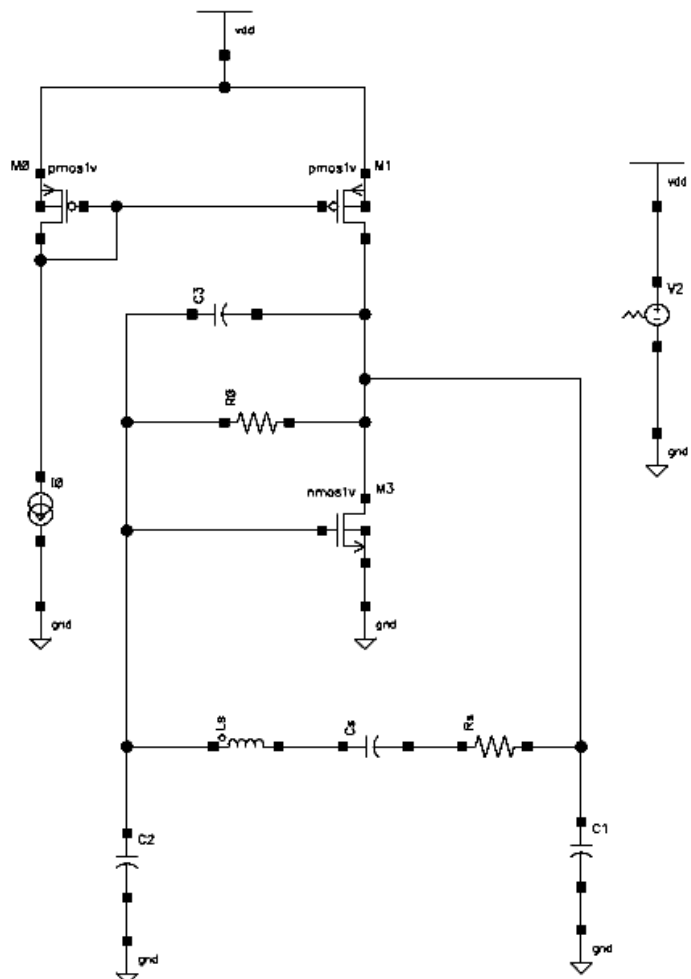 vdd
M0 pmos1v
pmos1v M1
vdd
C3
V2
R0
gnd
I0
nmos1v M3
gnd
gnd
Ls
Cs
Rs
C2
C1
gnd
gnd